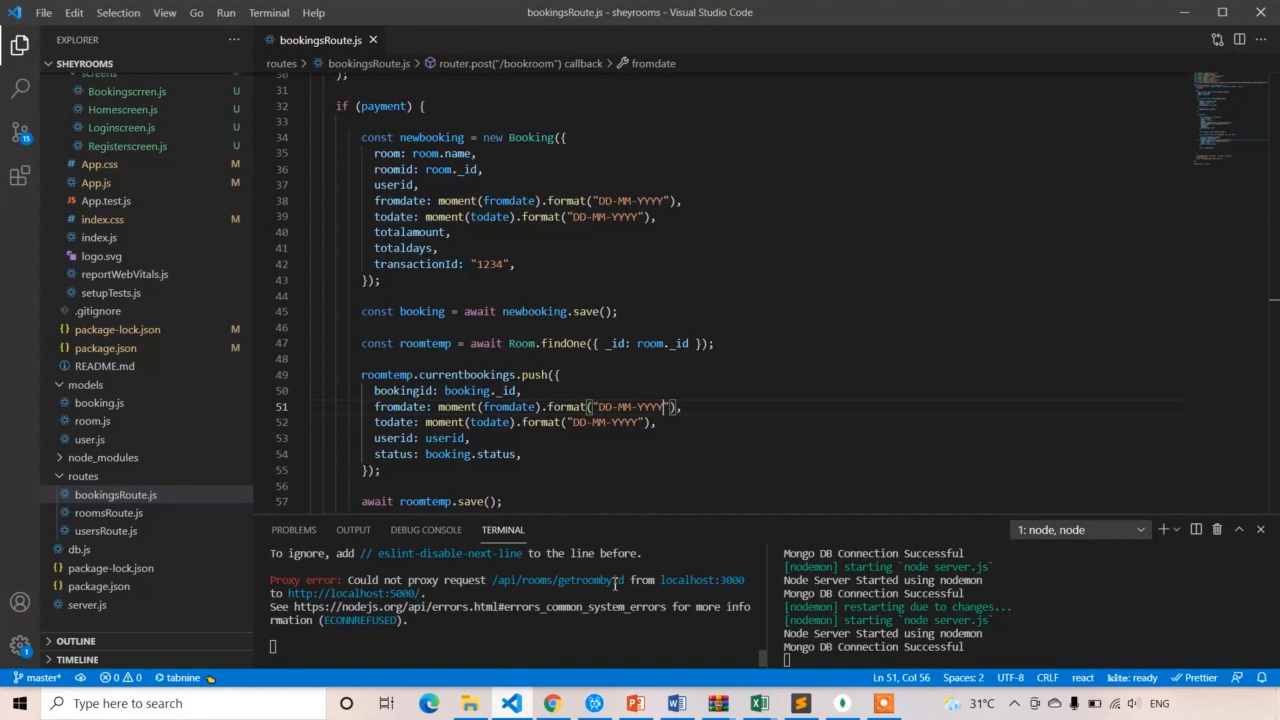 File Edit Selection View Go Run Terminal Help
bookingsRoute.js - sheyrooms - Visual Studio Code
EXPLORER
SHEYROOMS
screens
Bookingscrren.js U
Homescreen.js U
Loginscreen.js U
Registerscreen.js U
App.css M
App.js M
App.test.js
index.css M
index.js
logo.svg
reportWebVitals.js
setupTests.js
.gitignore
package-lock.json M
package.json M
README.md
models
booking.js
room.js
user.js
node_modules
routes
bookingsRoute.js
roomsRoute.js
usersRoute.js
db.js
package-lock.json
package.json
server.js
OUTLINE
TIMELINE
bookingsRoute.js
routes > bookingsRoute.js > router.post("/bookroom") callback > fromdate
30 );
31
32 if (payment) {
33
34 const newbooking = new Booking({
35 room: room.name,
36 roomid: room._id,
37 userid,
38 fromdate: moment(fromdate).format("DD-MM-YYYY"),
39 todate: moment(todate).format("DD-MM-YYYY"),
40 totalamount,
41 totaldays,
42 transactionId: "1234",
43 });
44
45 const booking = await newbooking.save();
46
47 const roomtemp = await Room.findOne({ _id: room._id });
48
49 roomtemp.currentbookings.push({
50 bookingid: booking._id,
51 fromdate: moment(fromdate).format("DD-MM-YYYY"),
52 todate: moment(todate).format("DD-MM-YYYY"),
53 userid: userid,
54 status: booking.status,
55 });
56
57 await roomtemp.save();
PROBLEMS OUTPUT DEBUG CONSOLE TERMINAL
1: node, node
To ignore, add // eslint-disable-next-line to the line before.
Proxy error: Could not proxy request /api/rooms/getroombyid from localhost:3000
to http://localhost:5000/.
See https://nodejs.org/api/errors.html#errors_common_system_errors for more info
rmation (ECONNREFUSED).
Mongo DB Connection Successful
[nodemon] starting `node server.js`
Node Server Started using nodemon
Mongo DB Connection Successful
[nodemon] restarting due to changes...
[nodemon] starting `node server.js`
Node Server Started using nodemon
Mongo DB Connection Successful
15
1
master* 0 0 tabnine
Ln 51, Col 56 Spaces: 2 UTF-8 CRLF react kite: ready Prettier
Type here to search
31°C ENG